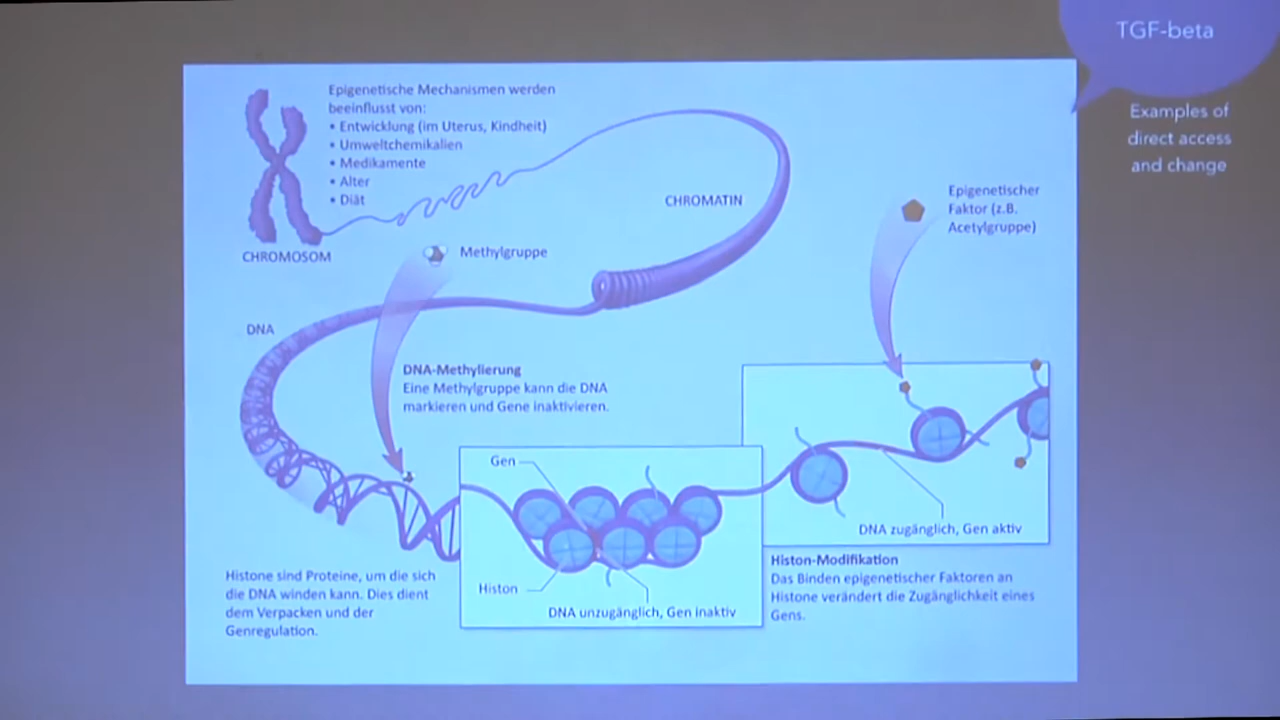 TGF-beta
Examples of
direct access
and change
Epigenetische Mechanismen werden
beeinflusst von:
• Entwicklung (im Uterus, Kindheit)
• Umweltchemikalien
• Medikamente
• Alter
• Diät
CHROMOSOM
CHROMATIN
Epigenetischer
Faktor (z.B.
Acetylgruppe)
Methylgruppe
DNA
DNA-Methylierung
Eine Methylgruppe kann die DNA
markieren und Gene inaktivieren.
Gen
Histon
DNA unzugänglich, Gen inaktiv
DNA zugänglich, Gen aktiv
Histone sind Proteine, um die sich
die DNA winden kann. Dies dient
dem Verpacken und der
Genregulation.
Histon-Modifikation
Das Binden epigenetischer Faktoren an
Histone verändert die Zugänglichkeit eines
Gens.